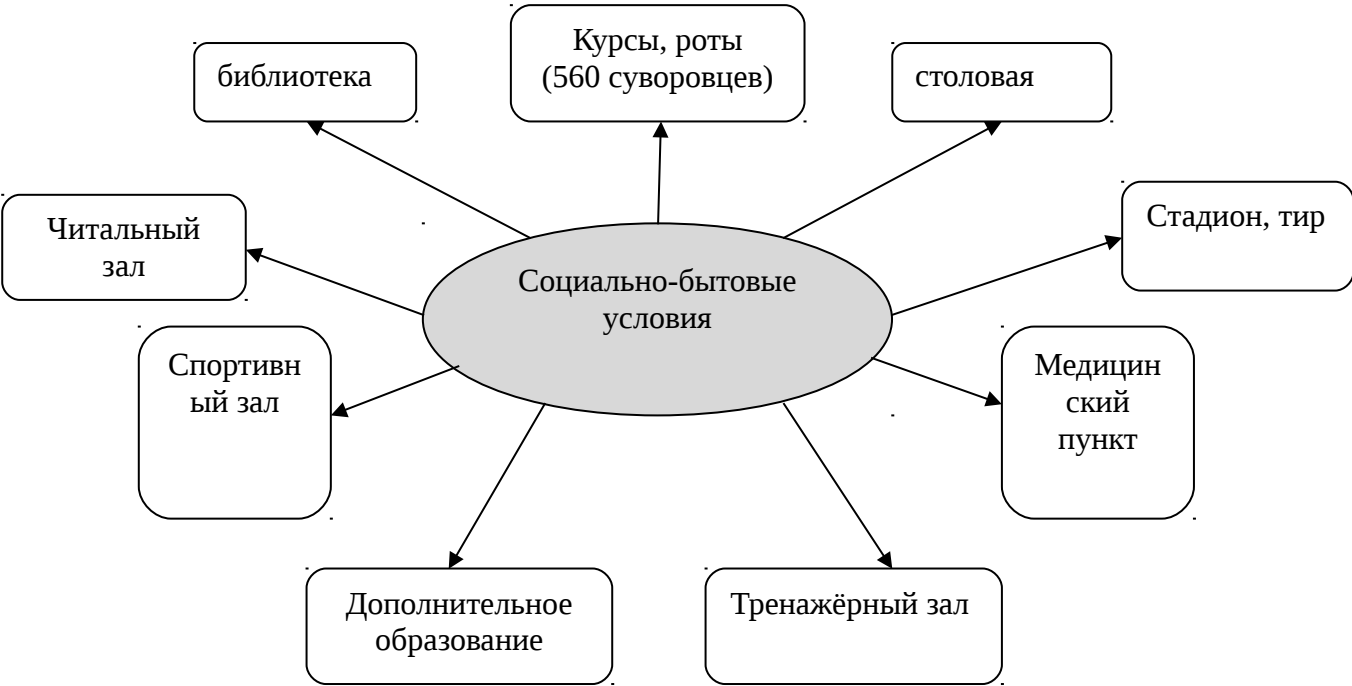 Курсы, роты
(560 суворовцев)
библиотека
столовая
Читальный
зал
Стадион, тир
Социально-бытовые
условия
Спортивн
ый зал
Медицин
ский
пункт
Дополнительное
образование
Тренажёрный зал